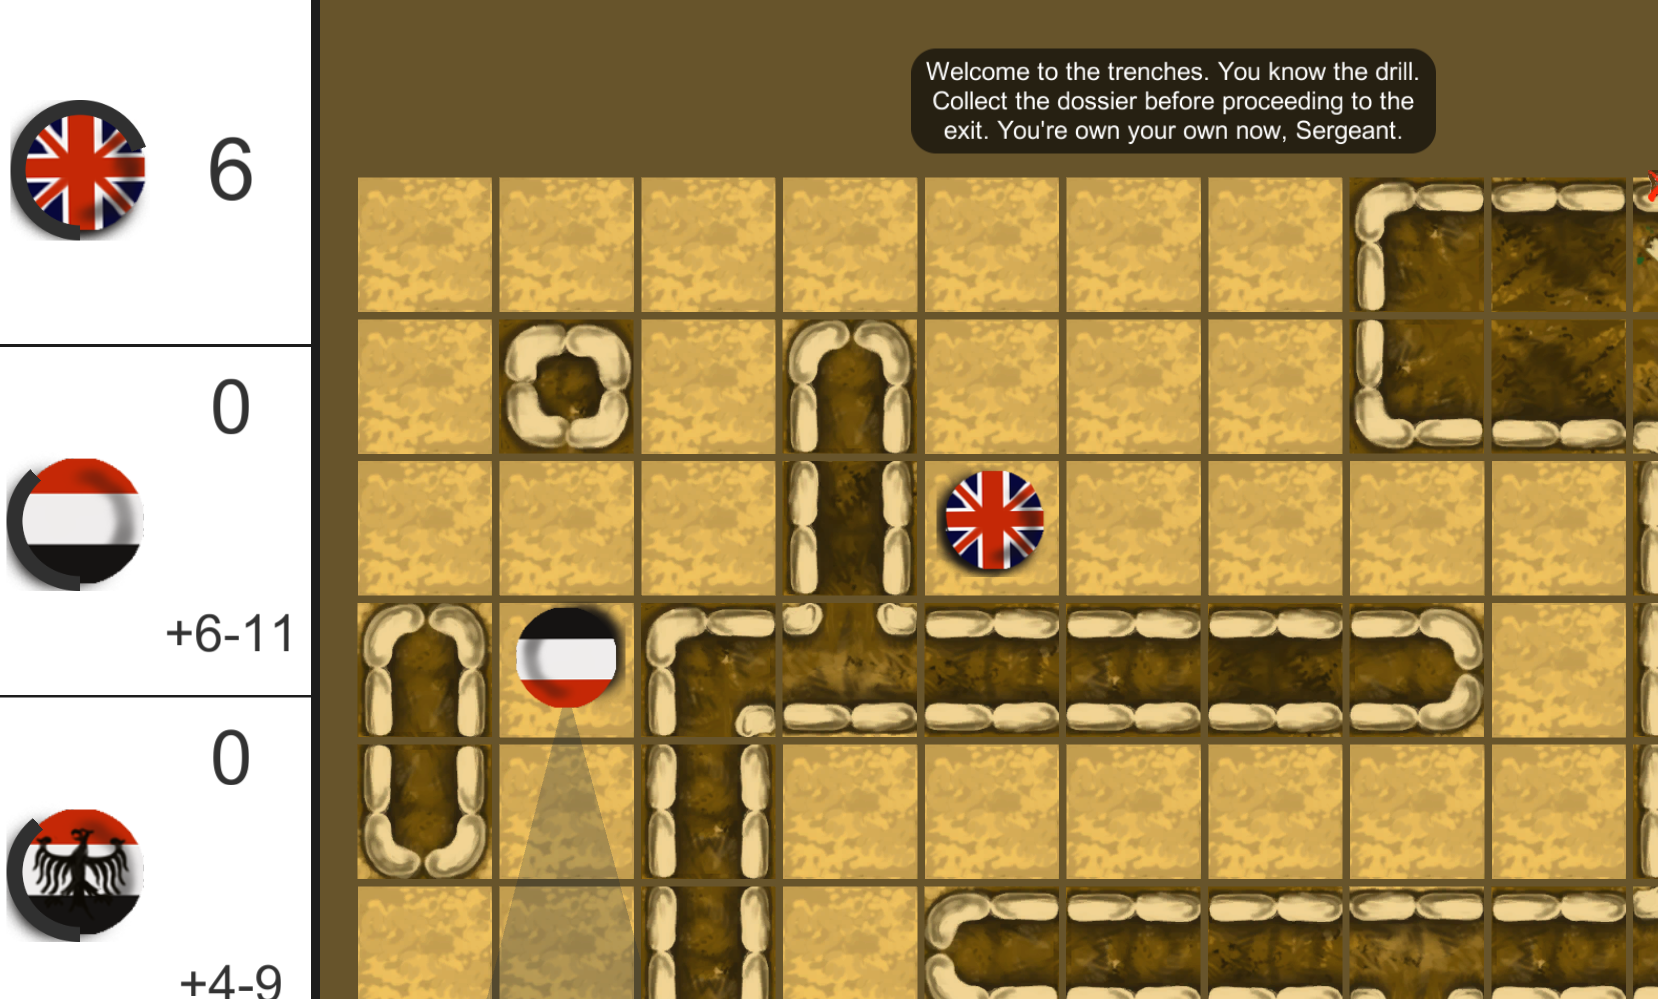 Welcome to the trenches. You know the drill.
Collect the dossier before proceeding to the
exit. You're own your own now, Sergeant.
6
0
+6-11
0
+4-9